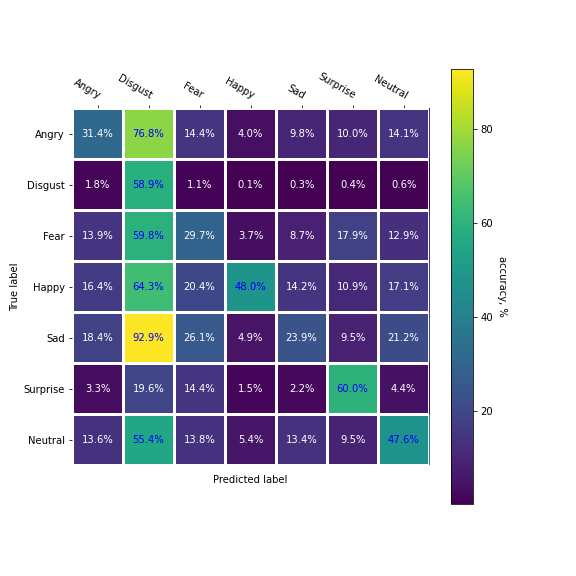 Angry Disgust Fear Happy Sad Surprise Neutral
Angry 31.4% 76.8% 14.4% 4.0% 9.8% 10.0% 14.1%
Disgust 1.8% 58.9% 1.1% 0.1% 0.3% 0.4% 0.6%
Fear 13.9% 59.8% 29.7% 3.7% 8.7% 17.9% 12.9%
Happy 16.4% 64.3% 20.4% 48.0% 14.2% 10.9% 17.1%
Sad 18.4% 92.9% 26.1% 4.9% 23.9% 9.5% 21.2%
Surprise 3.3% 19.6% 14.4% 1.5% 2.2% 60.0% 4.4%
Neutral 13.6% 55.4% 13.8% 5.4% 13.4% 9.5% 47.6%
True label
Predicted label
80
60
40
20
accuracy, %